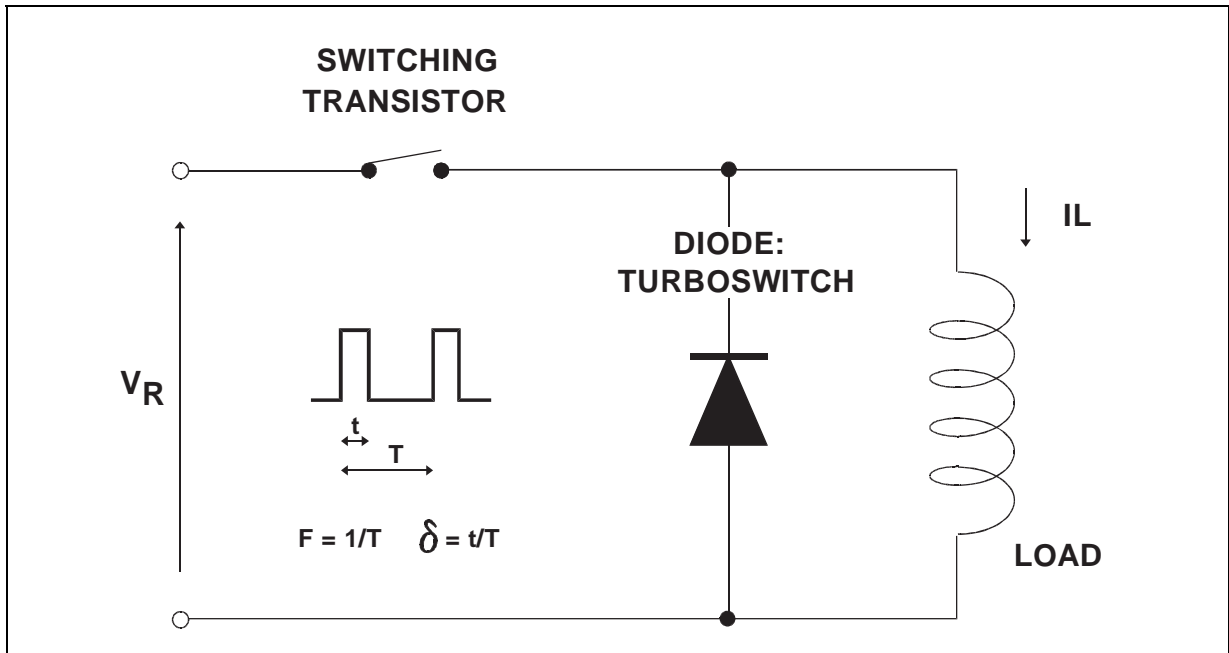 SWITCHING
TRANSISTOR
IL
DIODE:
TURBOSWITCH
VR
t
T
F = 1/T δ = t/T
LOAD